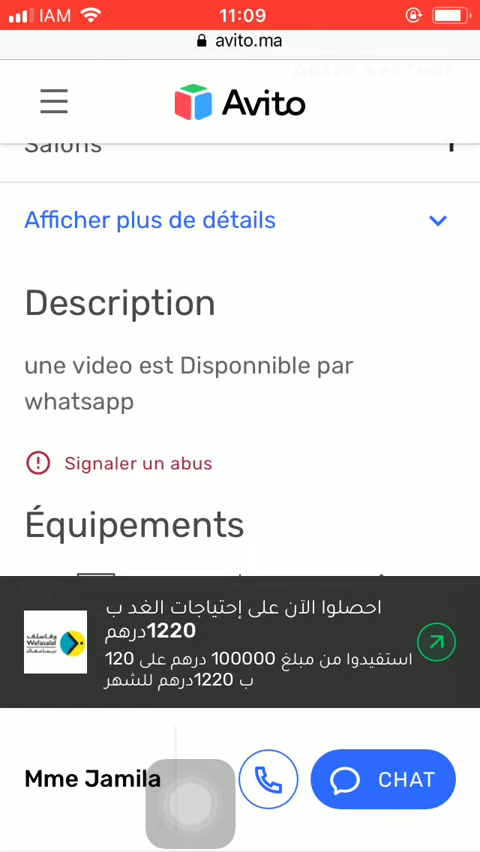 IAM
11:09
avito.ma
Avito
Salons
Afficher plus de détails
Description
une video est Disponnible par
whatsapp
Signaler un abus
Équipements
احصلوا الآن على إحتياجات الغد ب
1220درهم
استفيدوا من مبلغ 100000 درهم على 120
ب 1220درهم للشهر
وفاسلف
Wafasalaf
Mme Jamila
CHAT